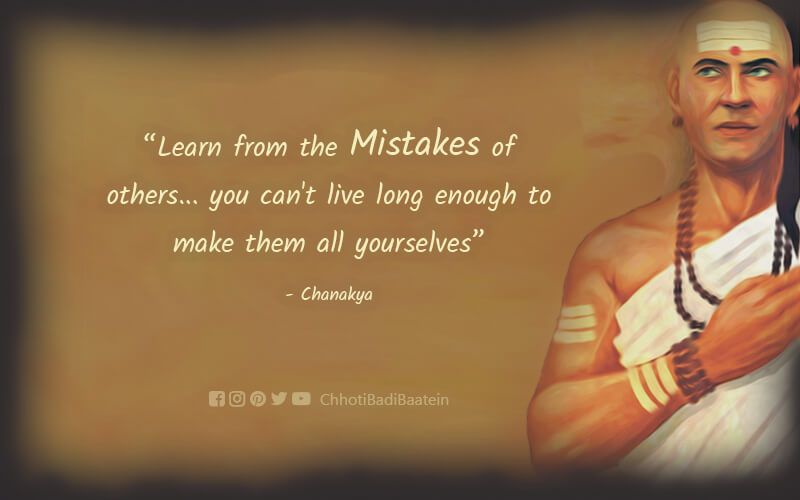 “Learn from the Mistakes of
others... you can't live long enough to
make them all yourselves”
- Chanakya
ChhotiBadiBaatein